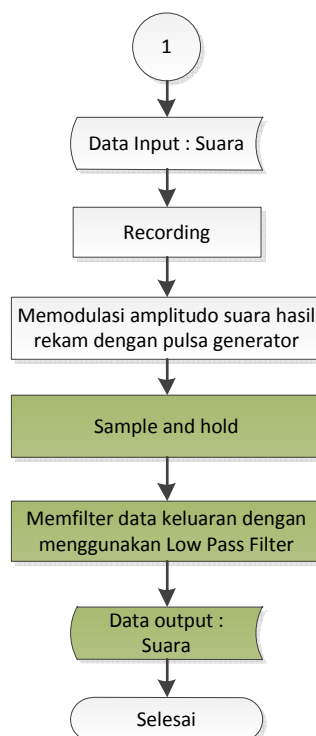 1
Data Input : Suara
Recording
Memodulasi amplitudo suara hasil
rekam dengan pulsa generator
Sample and hold
Memfilter data keluaran dengan
menggunakan Low Pass Filter
Data output :
Suara
Selesai